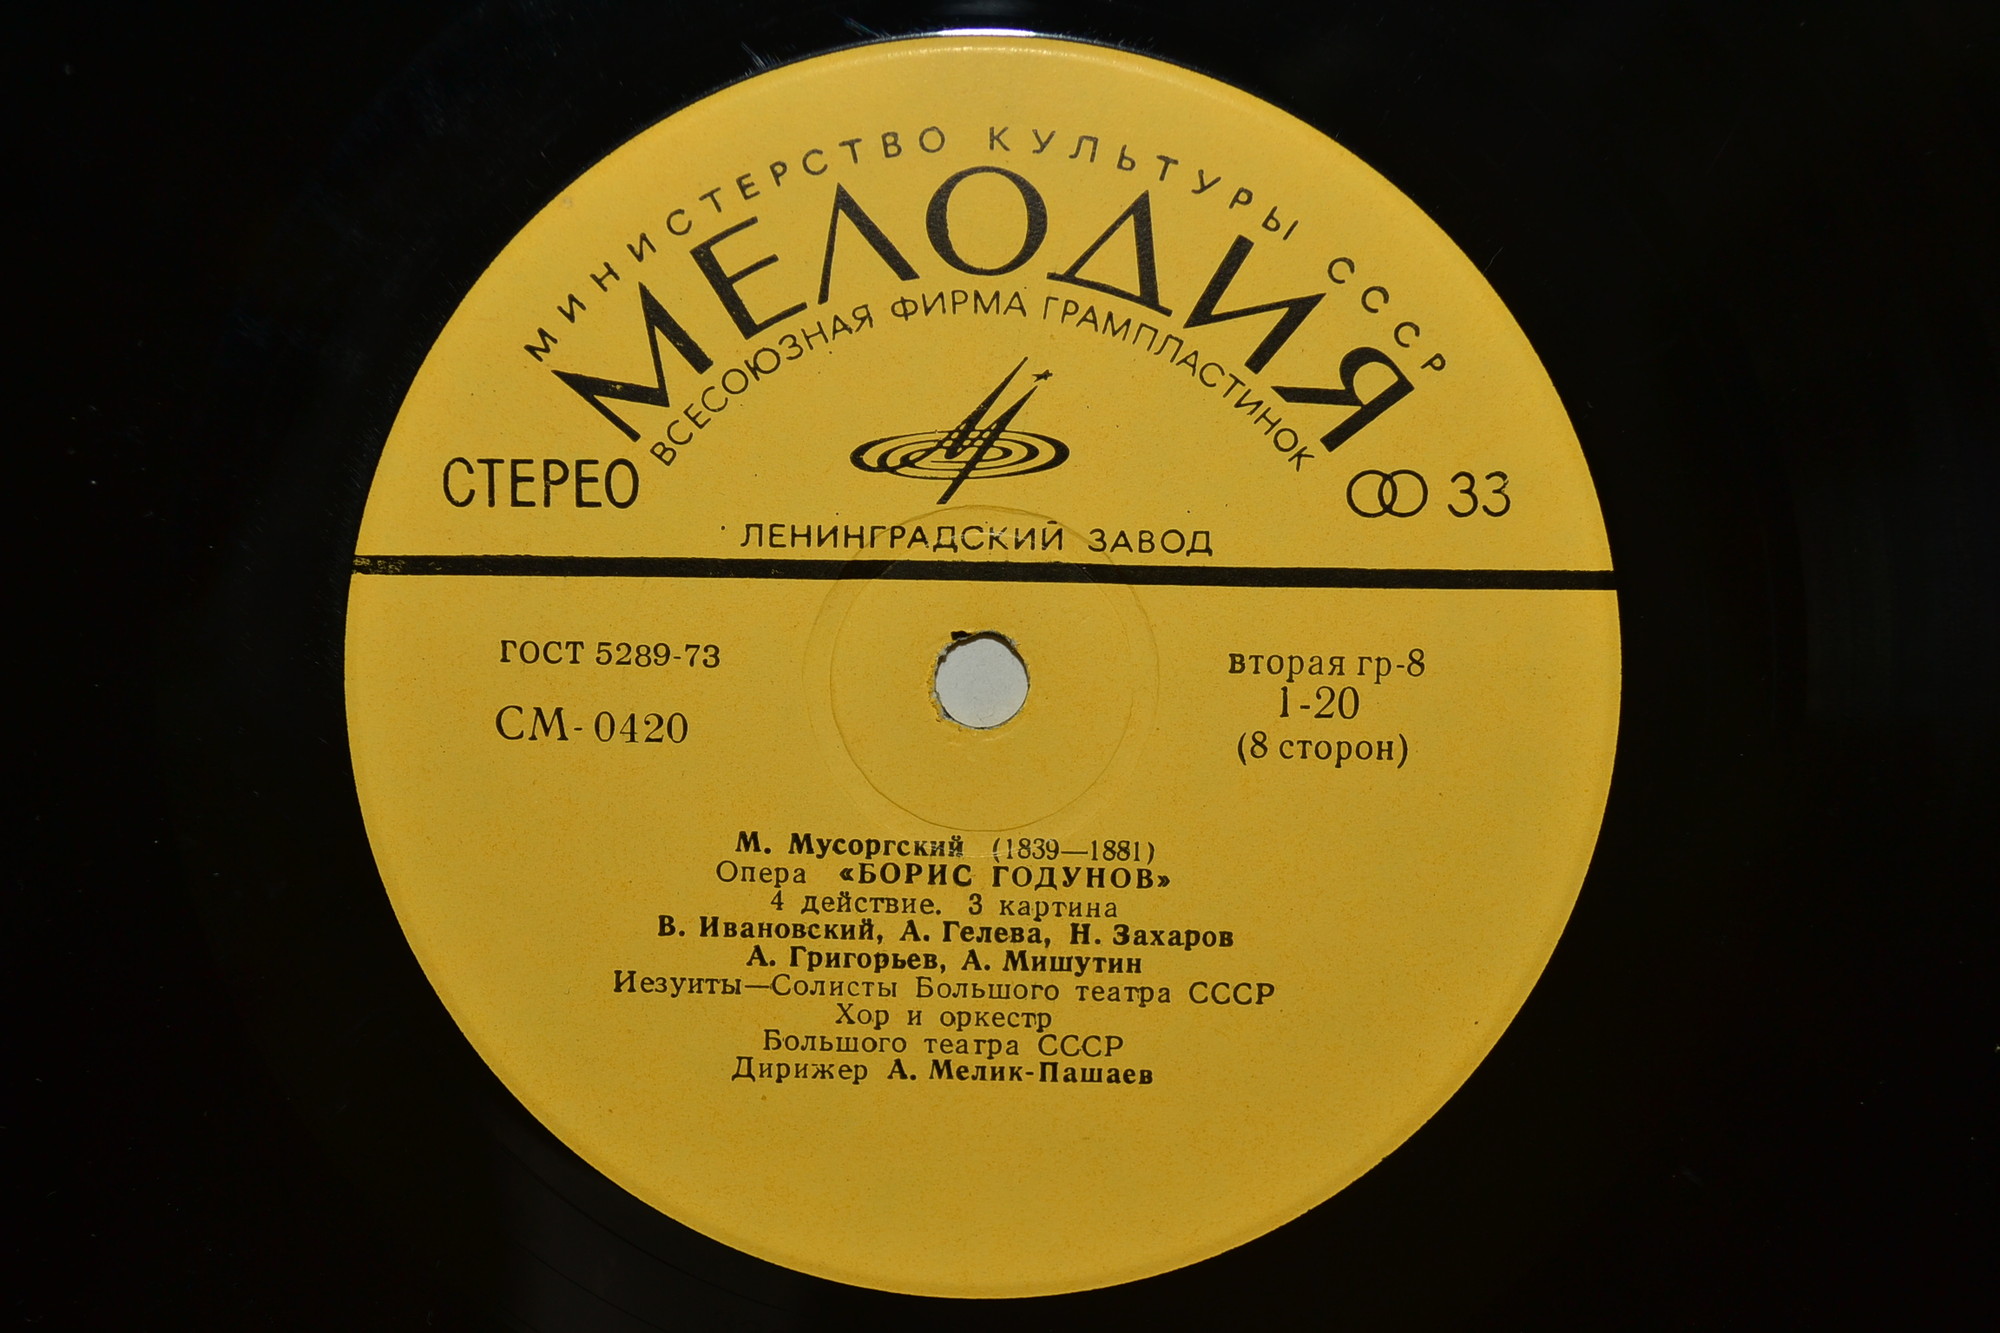 МИНИСТЕРСТВО КУЛЬТУРЫ СССР
МЕЛОДИЯ
ВСЕСОЮЗНАЯ ФИРМА ГРАМПЛАСТИНОК
СТЕРЕО
33
ЛЕНИНГРАДСКИЙ ЗАВОД
ГОСТ 5289-73
вторая гр-8
СМ-0420
1-20
(8 сторон)
М. Мусоргский (1839—1881)
Опера «БОРИС ГОДУНОВ»
4 действие. 3 картина
В. Ивановский, А. Гелева, Н. Захаров
А. Григорьев, А. Мишутин
Иезуиты—Солисты Большого театра СССР
Хор и оркестр
Большого театра СССР
Дирижер А. Мелик-Пашаев